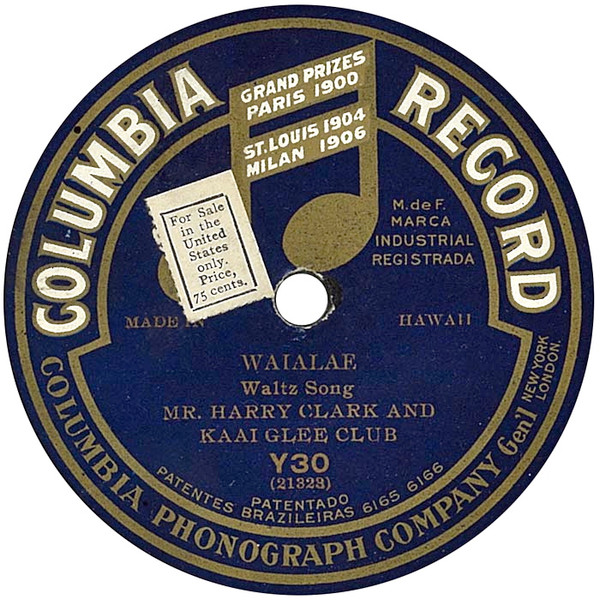 COLUMBIA RECORD
GRAND PRIZES
PARIS 1900
ST. LOUIS 1904
MILAN 1906
M. de F.
MARCA
INDUSTRIAL
REGISTRADA
For Sale
in the
United
States
only.
Price,
75 cents.
MADE IN HAWAII
WAIALAE
Waltz Song
MR. HARRY CLARK AND
KAAI GLEE CLUB
Y30
(21323)
PATENTADO
PATENTES BRAZILEIRAS 6165 6166
COLUMBIA PHONOGRAPH COMPANY Genl
NEW YORK
LONDON.